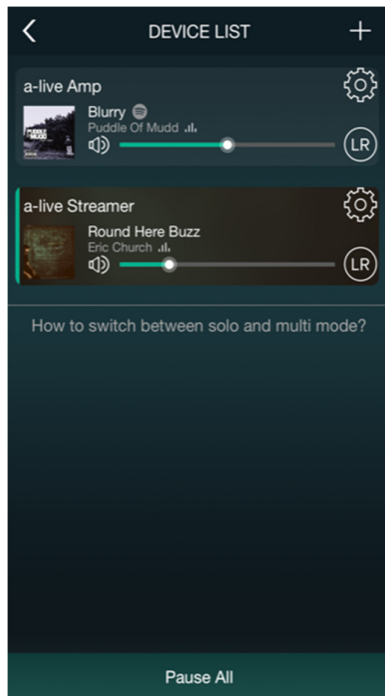 DEVICE LIST
a-live Amp
Blurry
Puddle Of Mudd
LR
a-live Streamer
Round Here Buzz
Eric Church
LR
How to switch between solo and multi mode?
Pause All